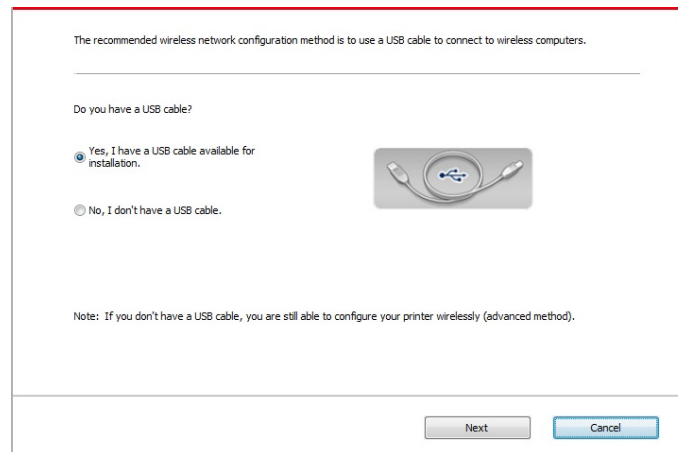 The recommended wireless network configuration method is to use a USB cable to connect to wireless computers.
Do you have a USB cable?
Yes, I have a USB cable available for
installation.
No, I don't have a USB cable.
Note: If you don't have a USB cable, you are still able to configure your printer wirelessly (advanced method).
Next
Cancel